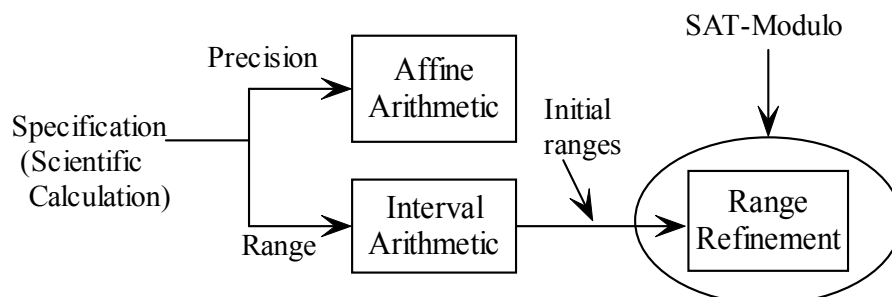 SAT-Modulo
Precision
Affine
Arithmetic
Specification
(Scientific
Calculation)
Initial
ranges
Range
Interval
Arithmetic
Range
Refinement